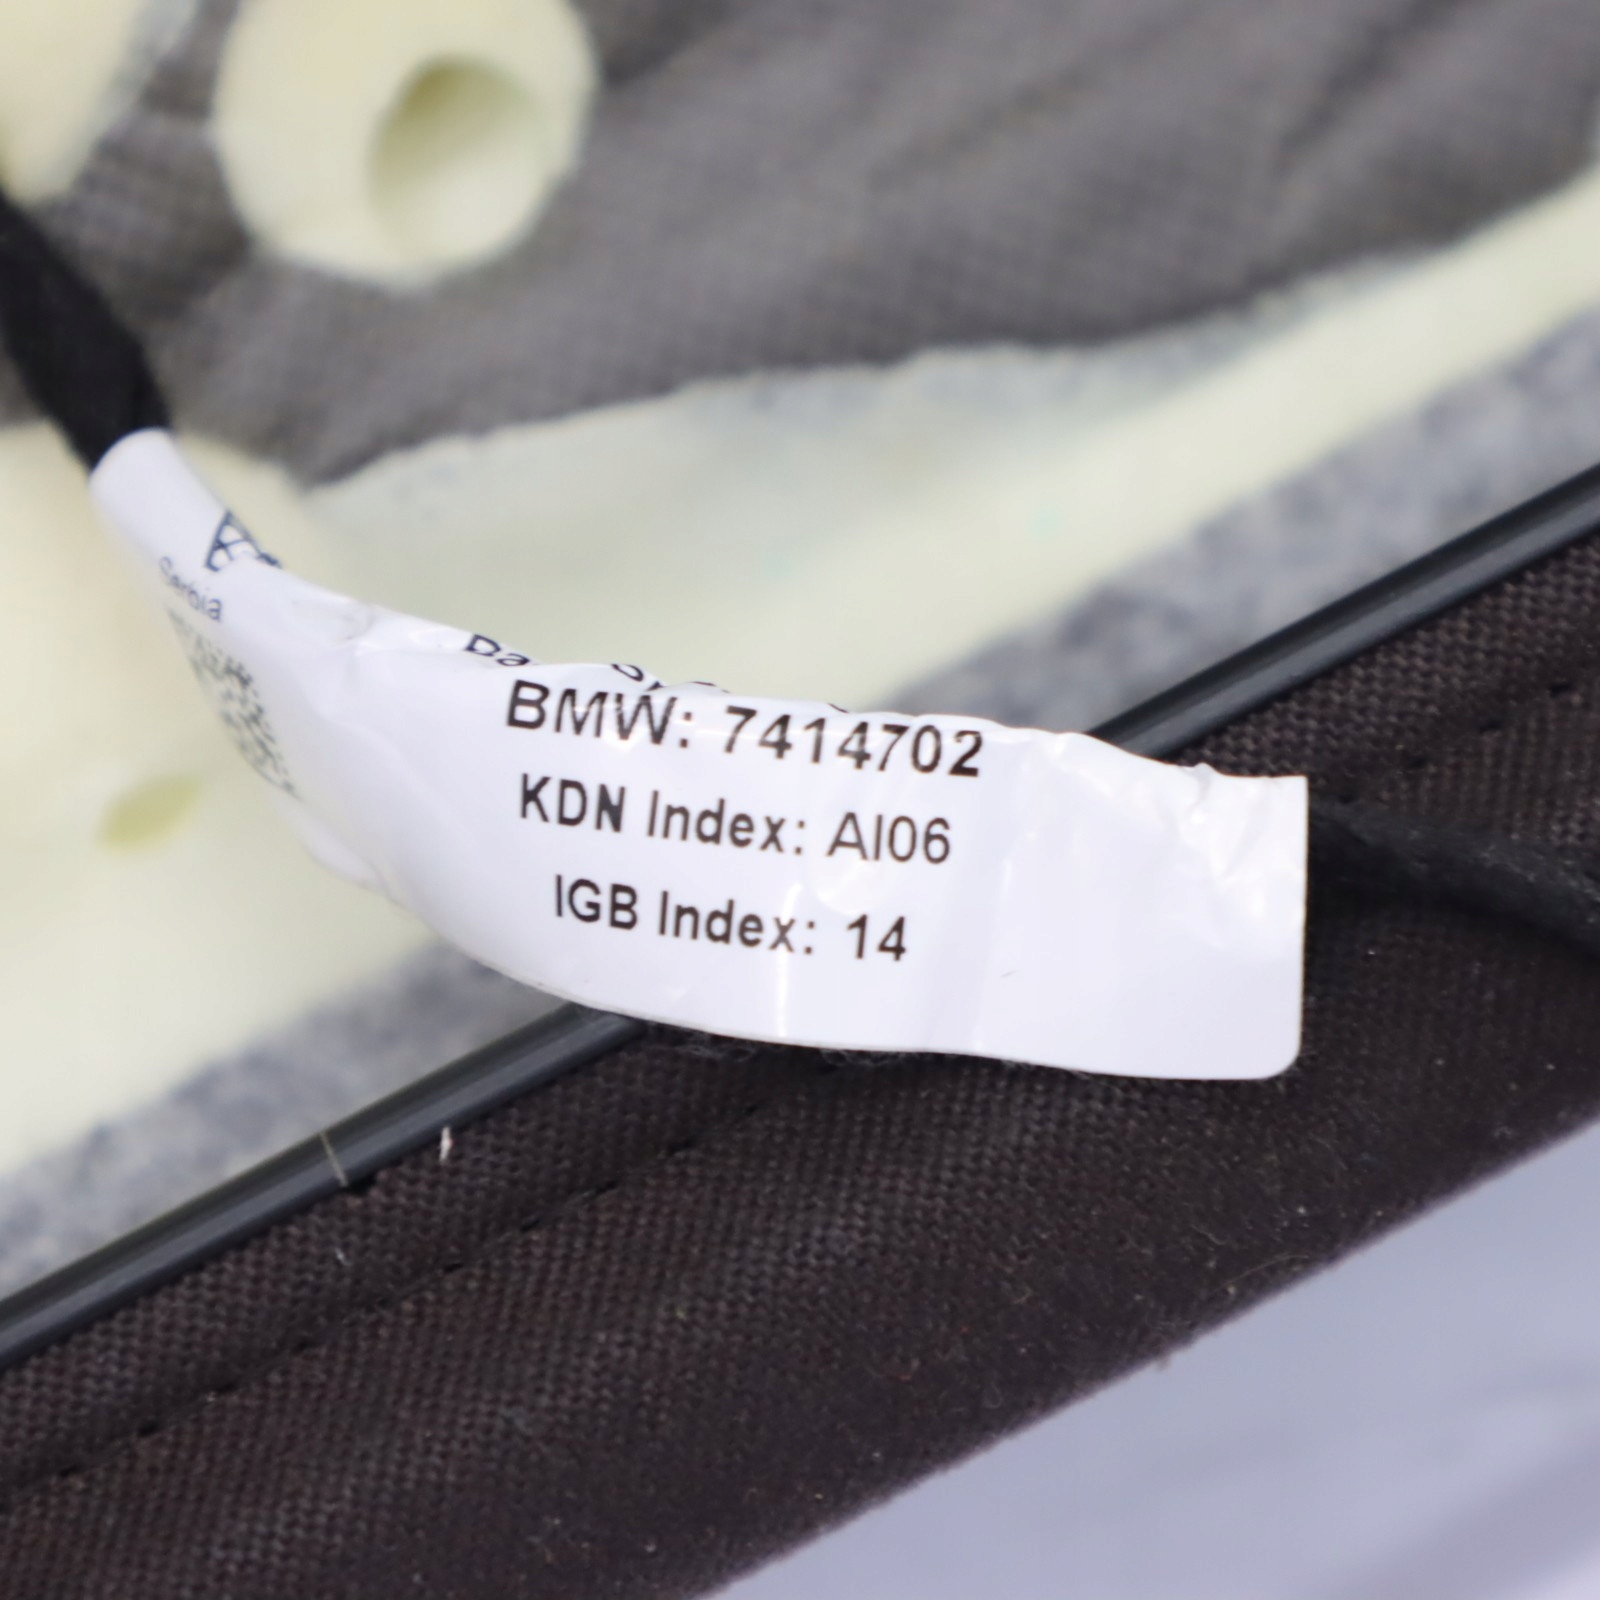 Serbia
BMW: 7414702
KDN Index: AI06
IGB Index: 14